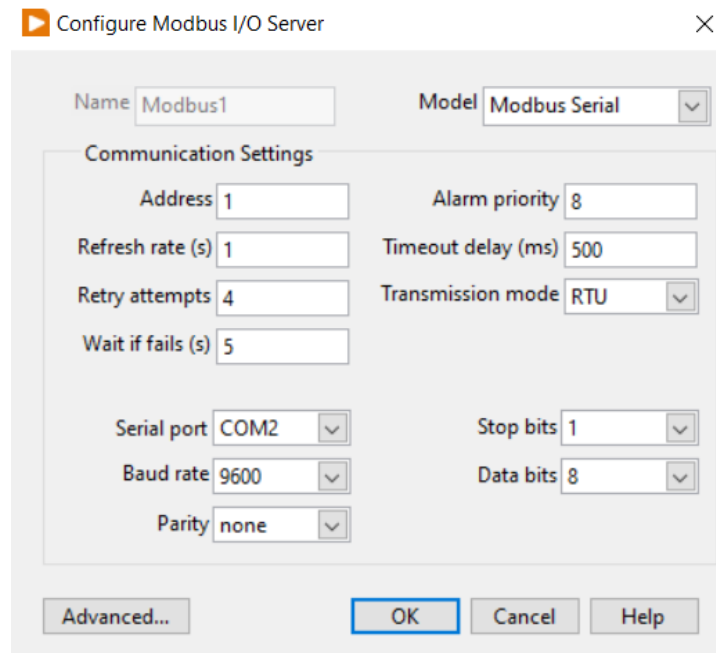 Configure Modbus I/O Server
Name Modbus1 Model Modbus Serial
Communication Settings
Address 1 Alarm priority 8
Refresh rate (s) 1 Timeout delay (ms) 500
Retry attempts 4 Transmission mode RTU
Wait if fails (s) 5
Serial port COM2 Stop bits 1
Baud rate 9600 Data bits 8
Parity none
Advanced... OK Cancel Help